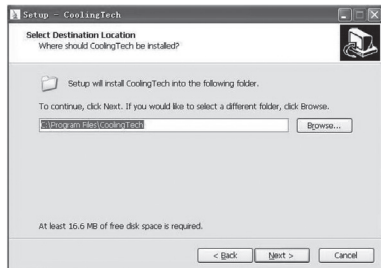 Setup - CoolingTech
Select Destination Location
Where should CoolingTech be installed?
Setup will install CoolingTech into the following folder.
To continue, click Next. If you would like to select a different folder, click Browse.
C:\Program Files\CoolingTech
Browse...
At least 16.6 MB of free disk space is required.
< Back
Next >
Cancel